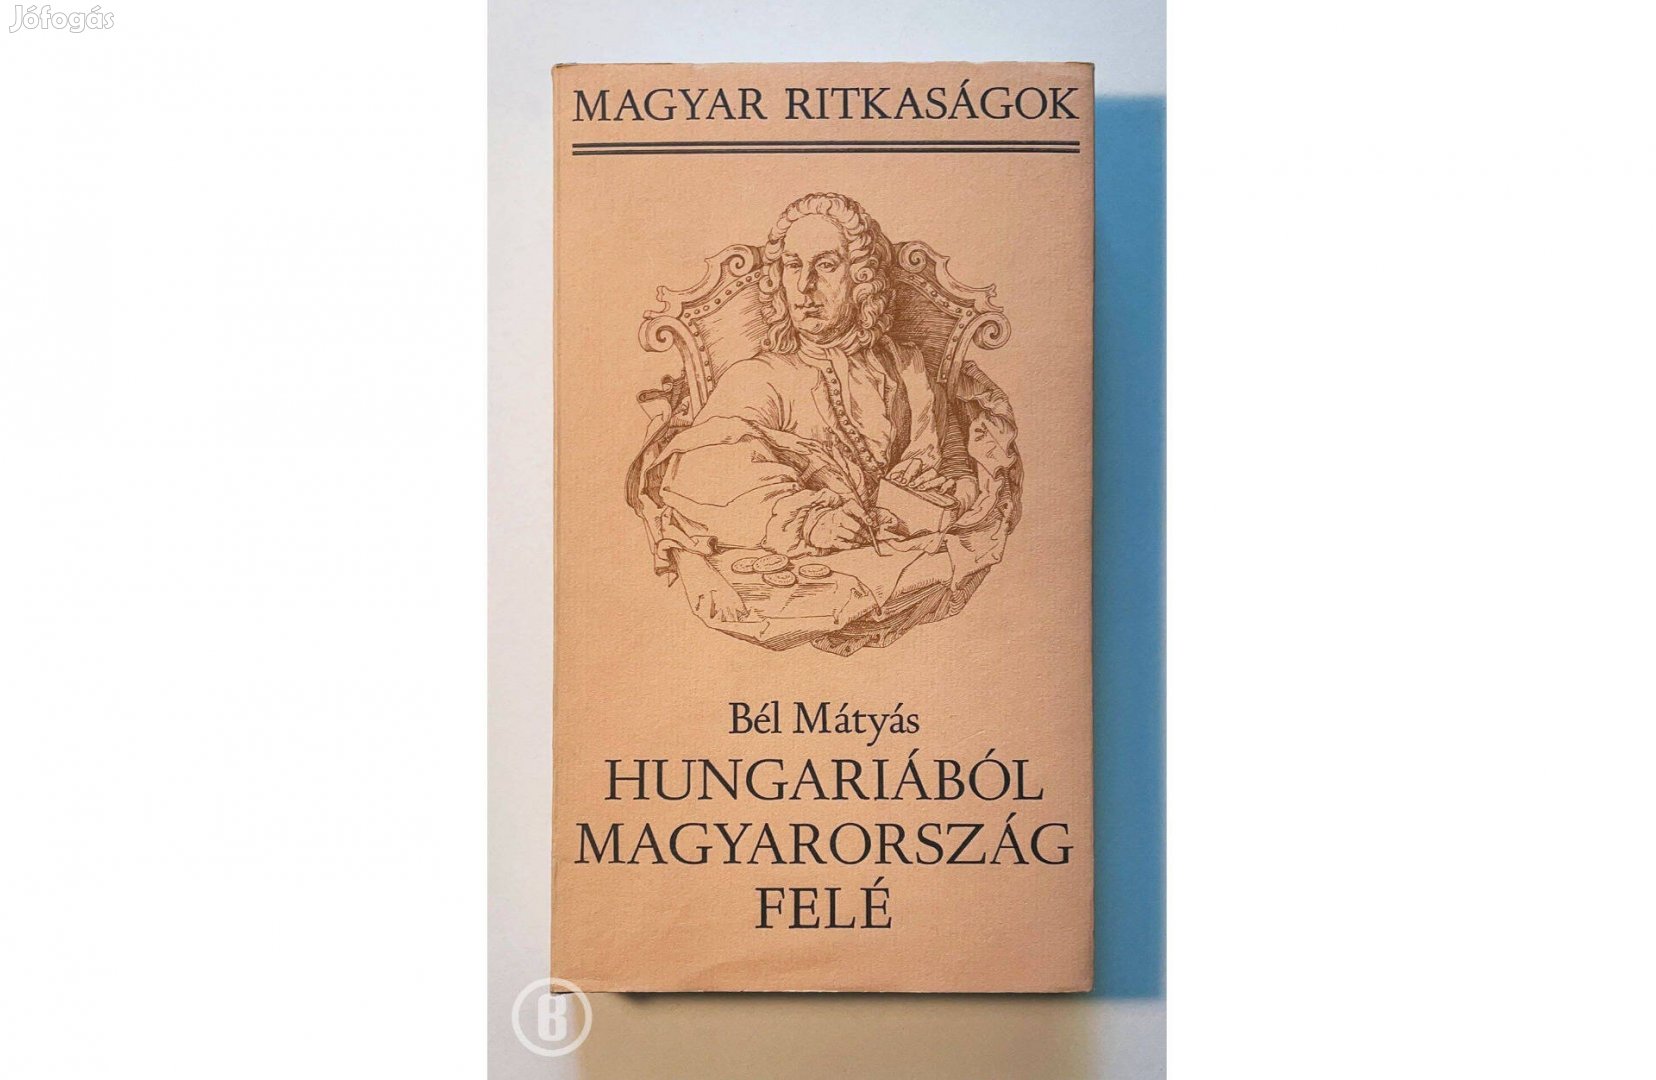 Jófogás
MAGYAR RITKASÁGOK
Bél Mátyás
HUNGARIÁBÓL
MAGYARORSZÁG
FELÉ
B